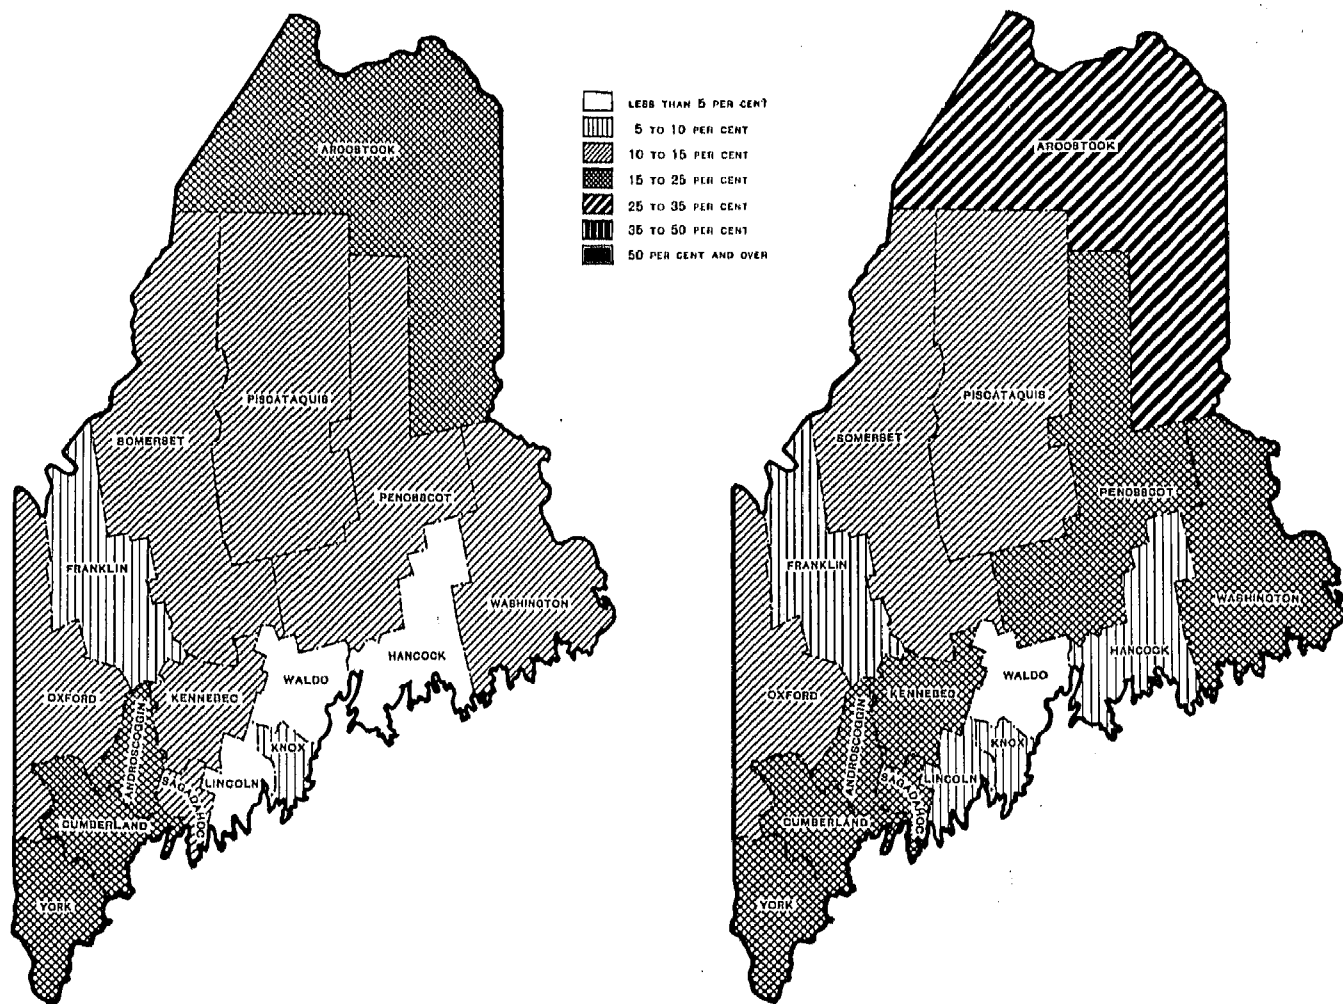 AROOSTOOK
PISCATAQUIS
SOMERSET
PENOBSCOT
FRANKLIN
WASHINGTON
HANCOCK
WALDO
OXFORD
KENNEBEC
ANDROSCOGGIN
KNOX
LINCOLN
SAGADAHOC
CUMBERLAND
YORK
LESS THAN 5 PER CENT
5 TO 10 PER CENT
10 TO 15 PER CENT
15 TO 25 PER CENT
25 TO 35 PER CENT
35 TO 50 PER CENT
50 PER CENT AND OVER
AROOSTOOK
PISCATAQUIS
SOMERSET
PENOBSCOT
FRANKLIN
WASHINGTON
HANCOCK
WALDO
OXFORD
KENNEBEC
ANDROSCOGGIN
KNOX
LINCOLN
SAGADAHOC
CUMBERLAND
YORK